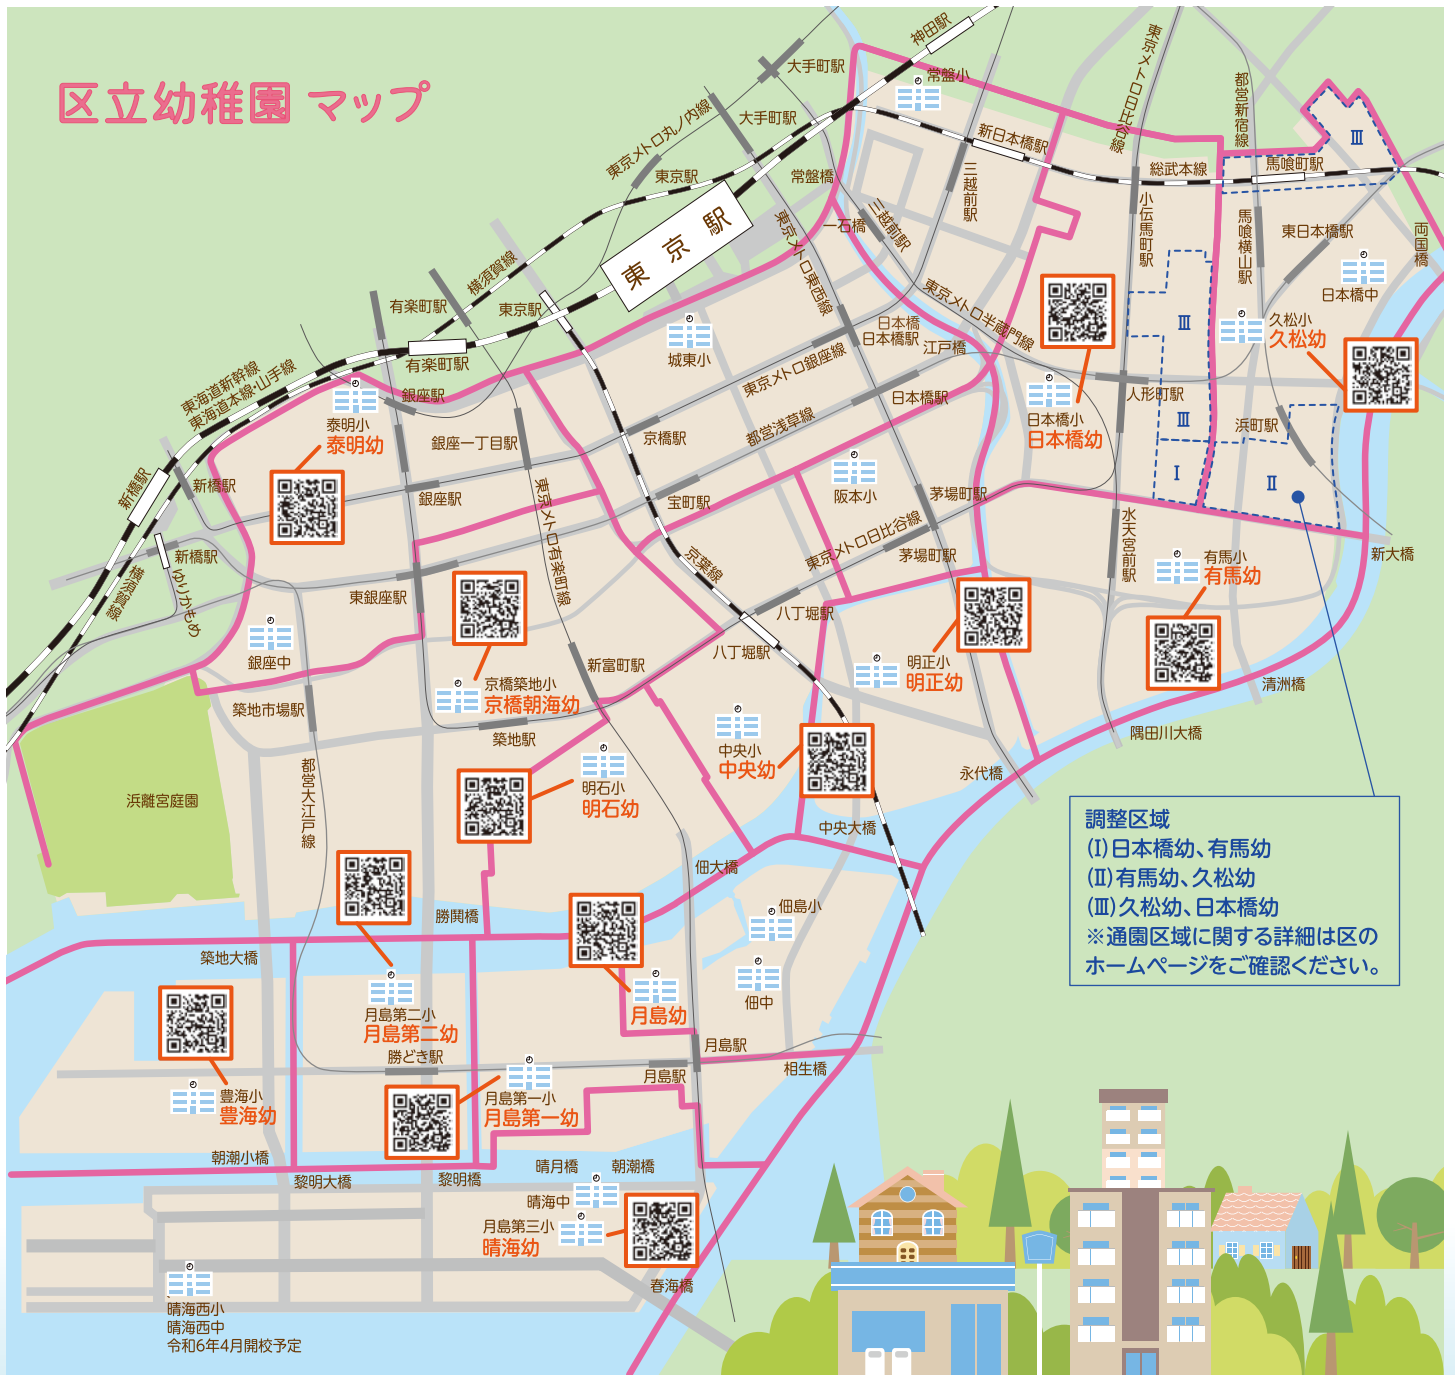 区立幼稚園 マップ
神田駅
大手町駅
常盤小
東京メトロ日比谷線
都営新宿線
大手町駅
東京メトロ丸ノ内線
新日本橋駅
Ⅲ
総武本線
馬喰町駅
東京駅
常盤橋
三越前駅
小伝馬町駅
馬喰横山駅
東日本橋駅
両国橋
東京駅
一石橋
三越前駅
東京メトロ東西線
横須賀線
有楽町駅
東京駅
東京メトロ半蔵門線
日本橋中
Ⅲ
久松小
久松幼
城東小
日本橋
日本橋駅
江戸橋
有楽町駅
東海道新幹線
東海道本線・山手線
銀座駅
東京メトロ銀座線
日本橋駅
人形町駅
泰明小
泰明幼
銀座一丁目駅
京橋駅
都営浅草線
日本橋小
日本橋幼
Ⅲ
浜町駅
新橋駅
新橋駅
銀座駅
東京メトロ有楽町線
宝町駅
阪本小
茅場町駅
Ⅰ
Ⅱ
水天宮前駅
新橋駅
ゆりかもめ
横須賀線
京葉線
東京メトロ日比谷線
茅場町駅
有馬小
有馬幼
新大橋
東銀座駅
八丁堀駅
八丁堀駅
銀座中
新富町駅
明正小
明正幼
清洲橋
京橋築地小
京橋朝海幼
築地市場駅
築地駅
中央小
中央幼
隅田川大橋
永代橋
都営大江戸線
浜離宮庭園
明石小
明石幼
中央大橋
調整区域
(Ⅰ)日本橋幼、有馬幼
(Ⅱ)有馬幼、久松幼
(Ⅲ)久松幼、日本橋幼
※通園区域に関する詳細は区の
ホームページをご確認ください。
佃大橋
勝鬨橋
佃島小
築地大橋
佃中
月島第二小
月島第二幼
月島幼
勝どき駅
月島駅
月島駅
相生橋
豊海小
豊海幼
月島第一小
月島第一幼
朝潮小橋
黎明大橋
黎明橋
晴月橋
朝潮橋
晴海中
月島第三小
晴海幼
春海橋
晴海西小
晴海西中
令和6年4月開校予定